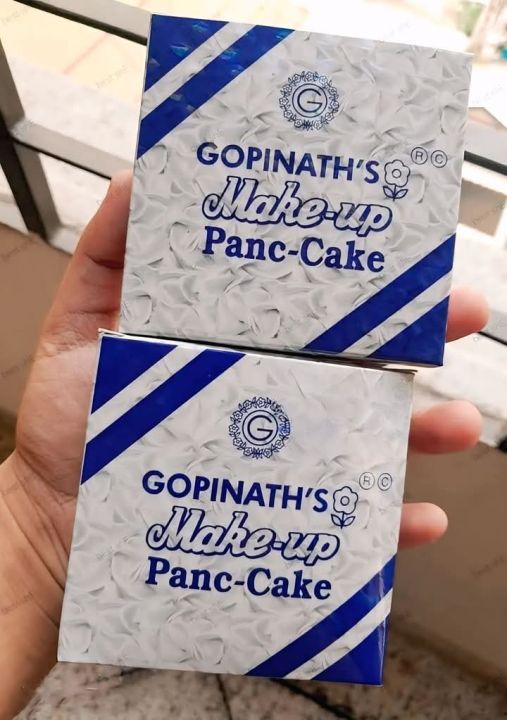 G
GOPINATH'S ® ©
Make-up
Panc-Cake
G
GOPINATH'S ® ©
Make-up
Panc-Cake